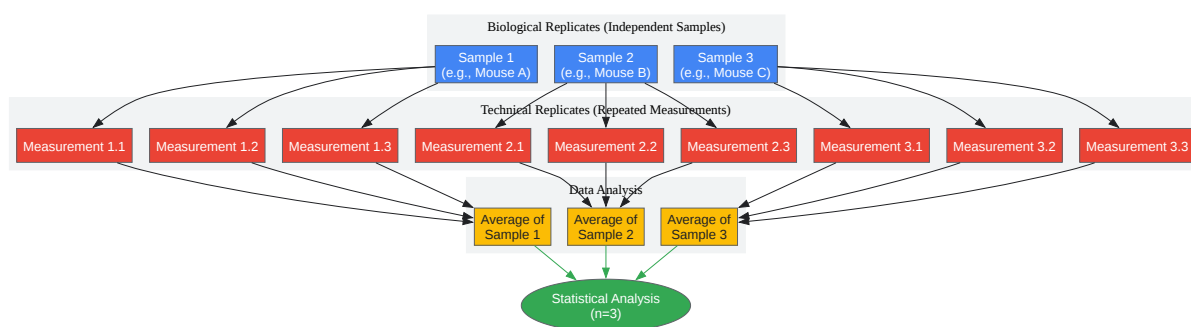 Biological Replicates (Independent Samples)
Sample 1
(e.g., Mouse A)
Sample 2
(e.g., Mouse B)
Sample 3
(e.g., Mouse C)
Technical Replicates (Repeated Measurements)
Measurement 1.1
Measurement 1.2
Measurement 1.3
Measurement 2.1
Measurement 2.2
Measurement 2.3
Measurement 3.1
Measurement 3.2
Measurement 3.3
Data Analysis
Average of
Sample 1
Average of
Sample 2
Average of
Sample 3
Statistical Analysis
(n=3)